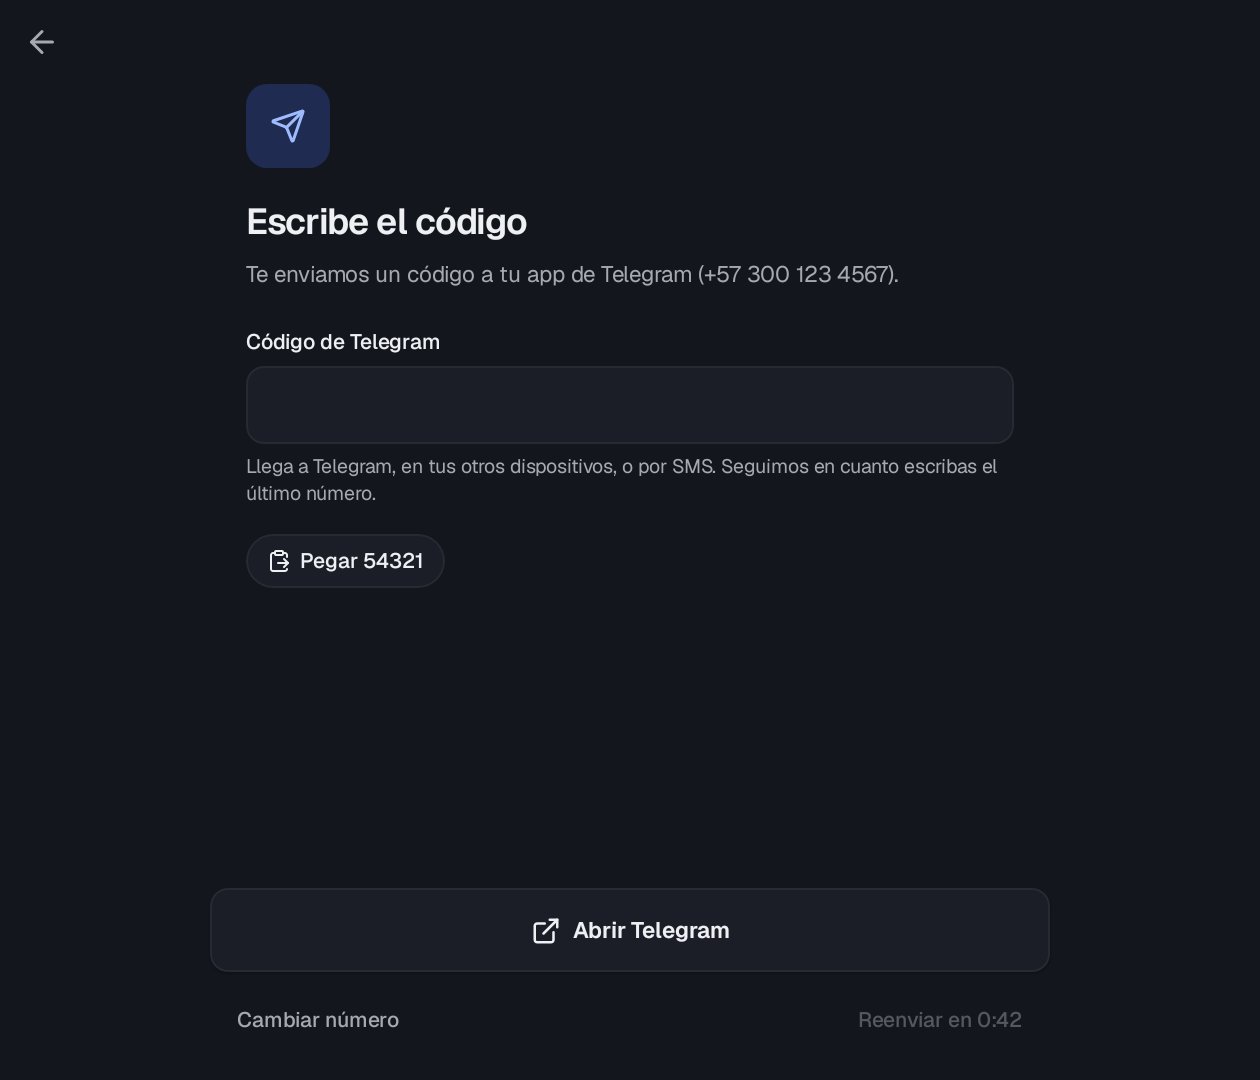 Escribe el código
Te enviamos un código a tu app de Telegram (+57 300 123 4567).
Código de Telegram
Llega a Telegram, en tus otros dispositivos, o por SMS. Seguimos en cuanto escribas el
último número.
Pegar 54321
Abrir Telegram
Cambiar número
Reenviar en 0:42